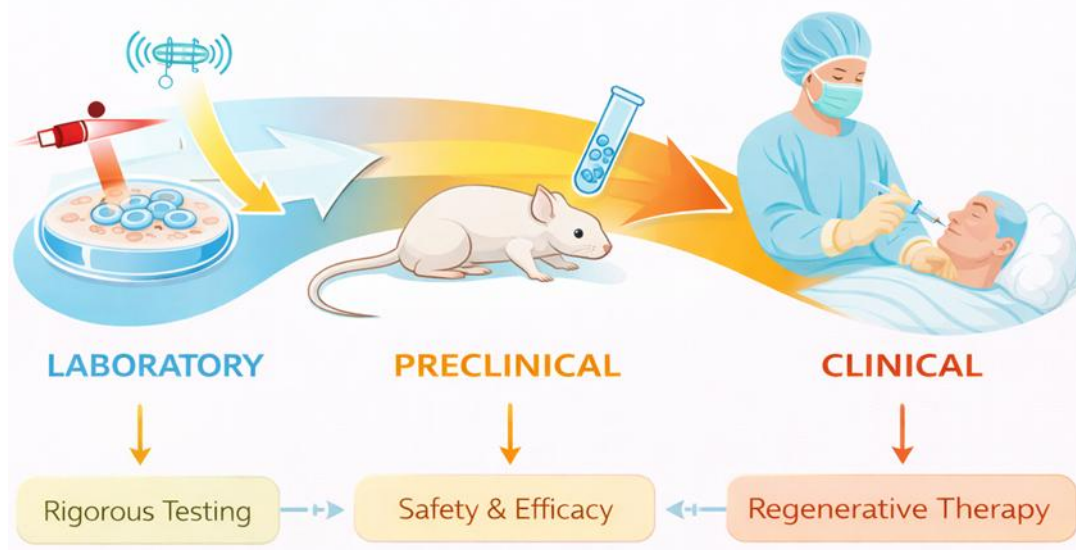 LABORATORY
PRECLINICAL
CLINICAL
Rigorous Testing
Safety & Efficacy
Regenerative Therapy